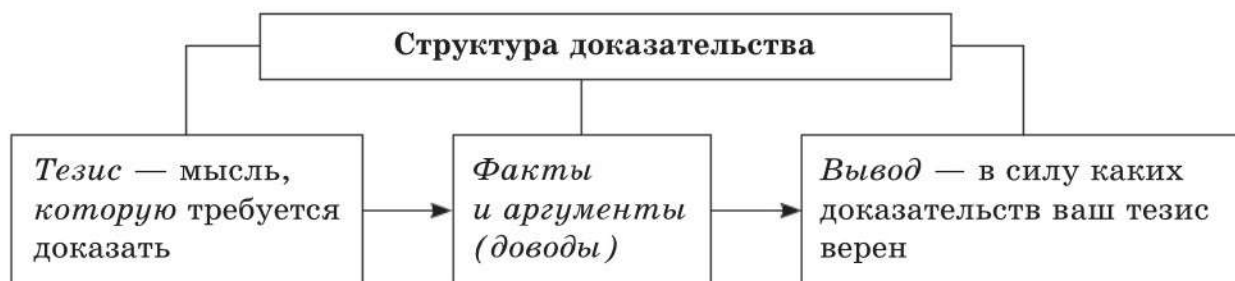 Структура доказательства
Тезис — мысль,
которую требуется
доказать
Факты
и аргументы
(доводы)
Вывод — в силу каких
доказательств ваш тезис
верен